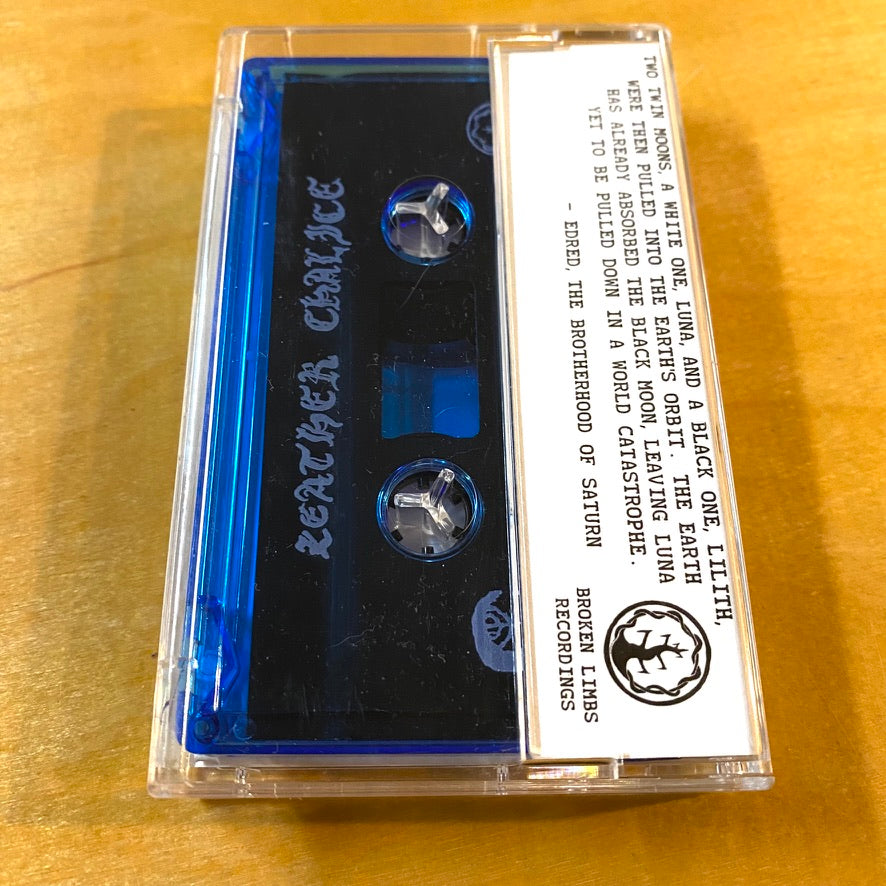 LEATHER CHALICE
TWO TWIN MOONS, A WHITE ONE, LUNA, AND A BLACK ONE, LILITH,
WERE THEN PULLED INTO THE EARTH'S ORBIT. THE EARTH
HAS ALREADY ABSORBED THE BLACK MOON, LEAVING LUNA
YET TO BE PULLED DOWN IN A WORLD CATASTROPHE.
- EDRED, THE BROTHERHOOD OF SATURN
BROKEN LIMBS
RECORDINGS